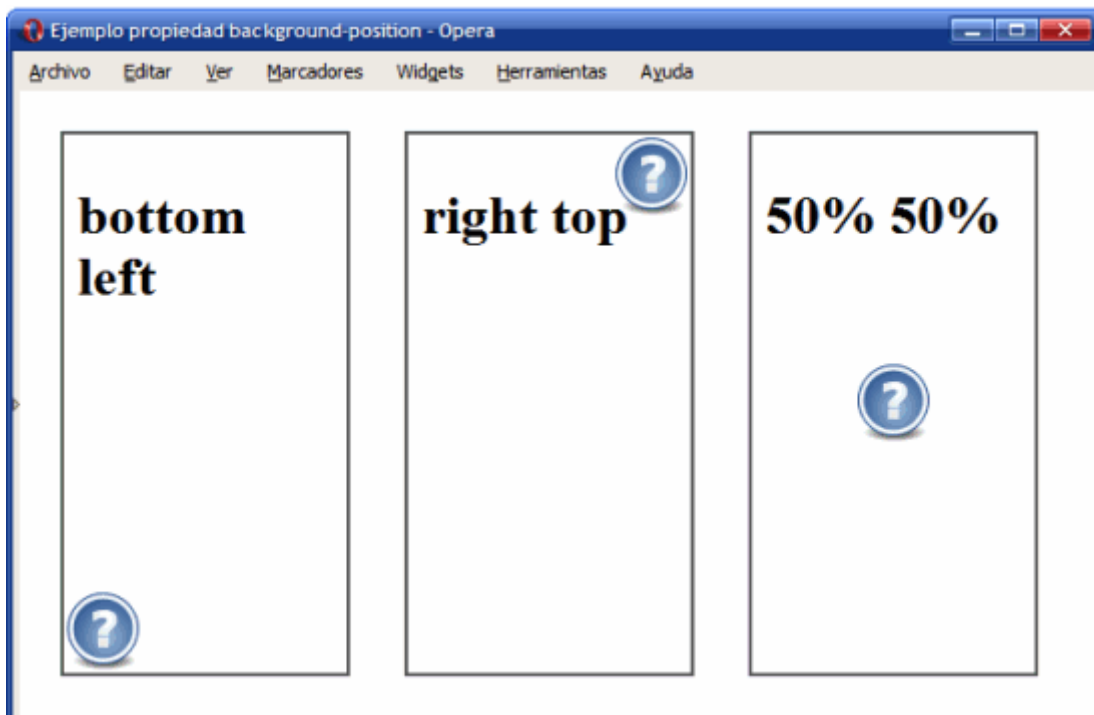 Ejemplo propiedad background-position - Opera
Archivo Editar Ver Marcadores Widgets Herramientas Ayuda
bottom
left
?
right top
?
50% 50%
?